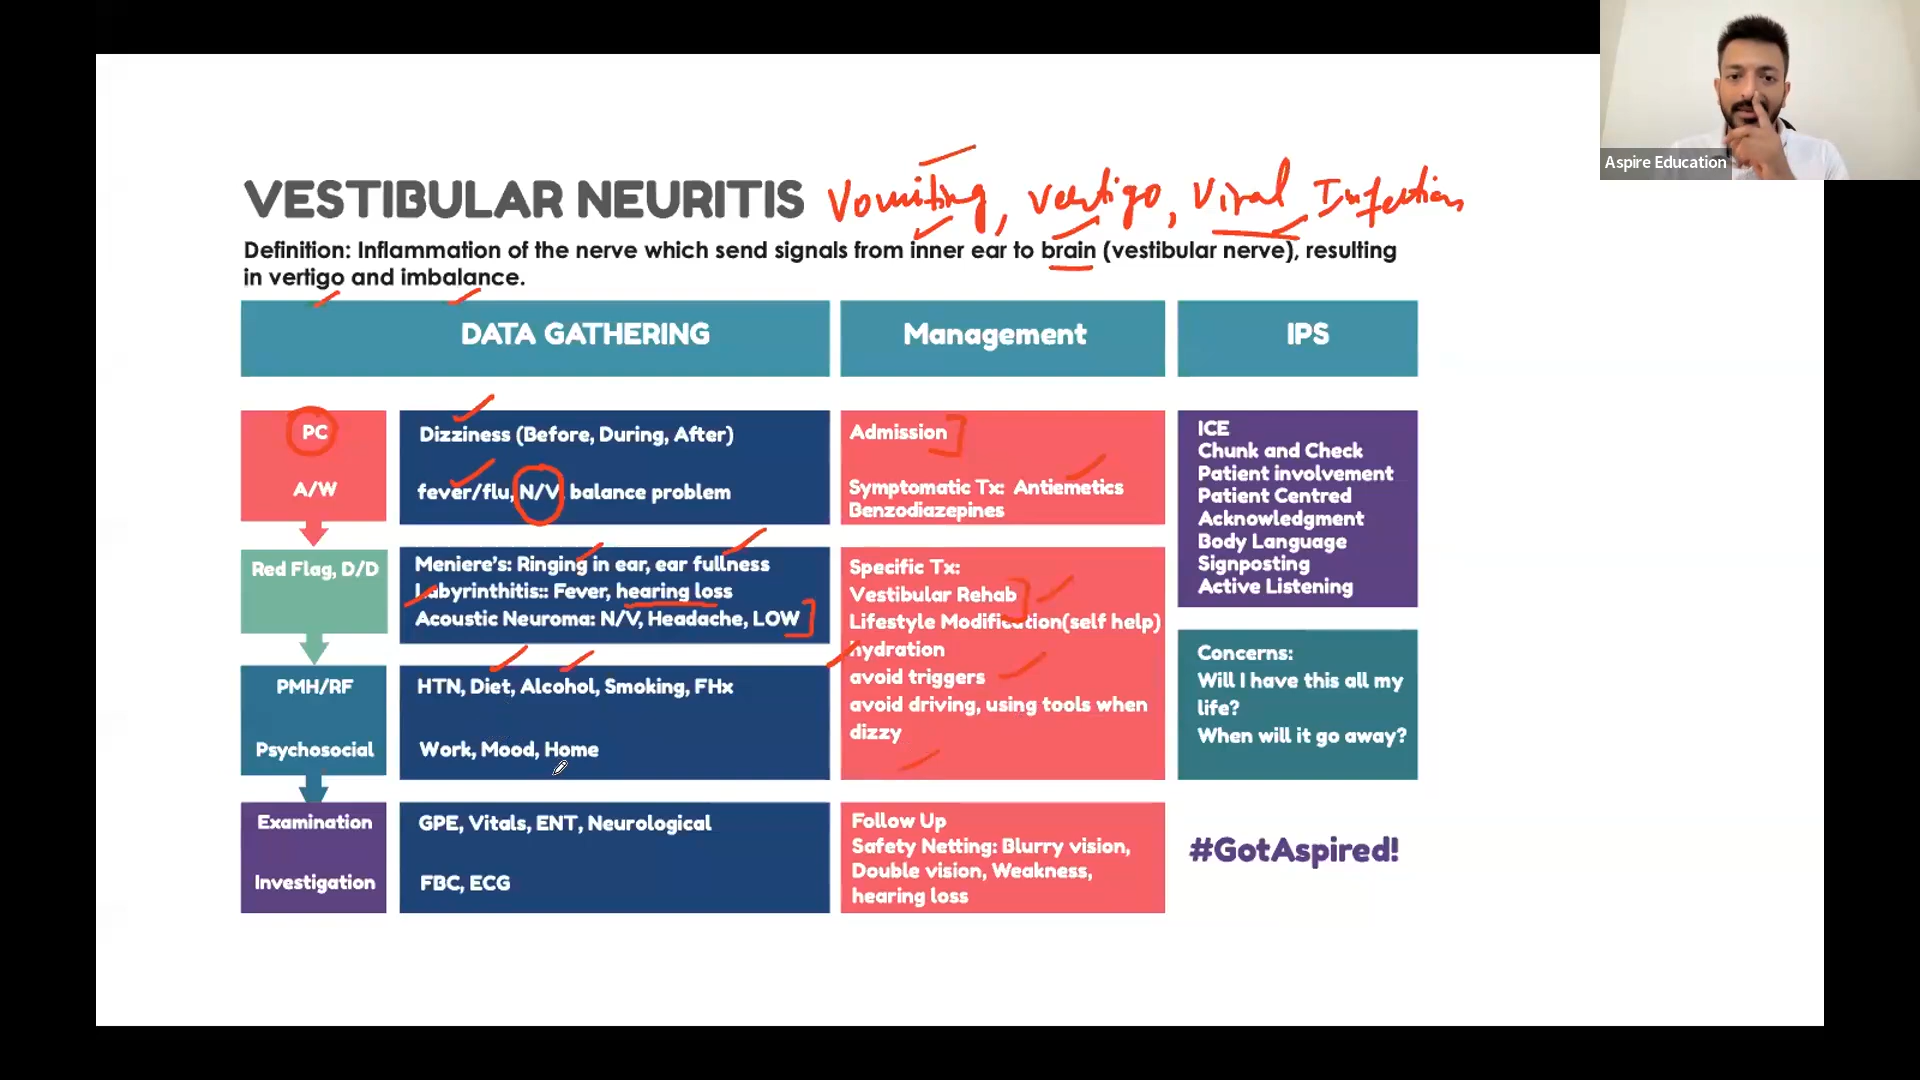 Aspire Education
VESTIBULAR NEURITIS Vomiting, Vertigo, Viral Infection
Definition: Inflammation of the nerve which send signals from inner ear to brain (vestibular nerve), resulting
in vertigo and imbalance.
DATA GATHERING
Management
IPS
PC
A/W
Dizziness (Before, During, After)
fever/flu, N/V, balance problem
Admission
Symptomatic Tx: Antiemetics
Benzodiazepines
ICE
Chunk and Check
Patient involvement
Patient Centred
Acknowledgment
Body Language
Signposting
Active Listening
Red Flag, D/D
Meniere's: Ringing in ear, ear fullness
Labyrinthitis:: Fever, hearing loss
Acoustic Neuroma: N/V, Headache, LOW
Specific Tx:
Vestibular Rehab
Lifestyle Modification(self help)
hydration
avoid triggers
avoid driving, using tools when
dizzy
PMH/RF
Psychosocial
HTN, Diet, Alcohol, Smoking, FHx
Work, Mood, Home
Concerns:
Will I have this all my
life?
When will it go away?
Examination
Investigation
GPE, Vitals, ENT, Neurological
FBC, ECG
Follow Up
Safety Netting: Blurry vision,
Double vision, Weakness,
hearing loss
#GotAspired!